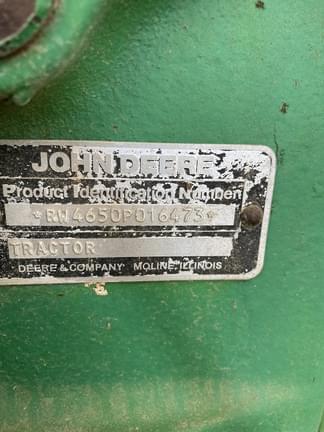 JOHN DEERE
Product Identification Number
*RW4650P016473*
TRACTOR
DEERE & COMPANY MOLINE, ILLINOIS